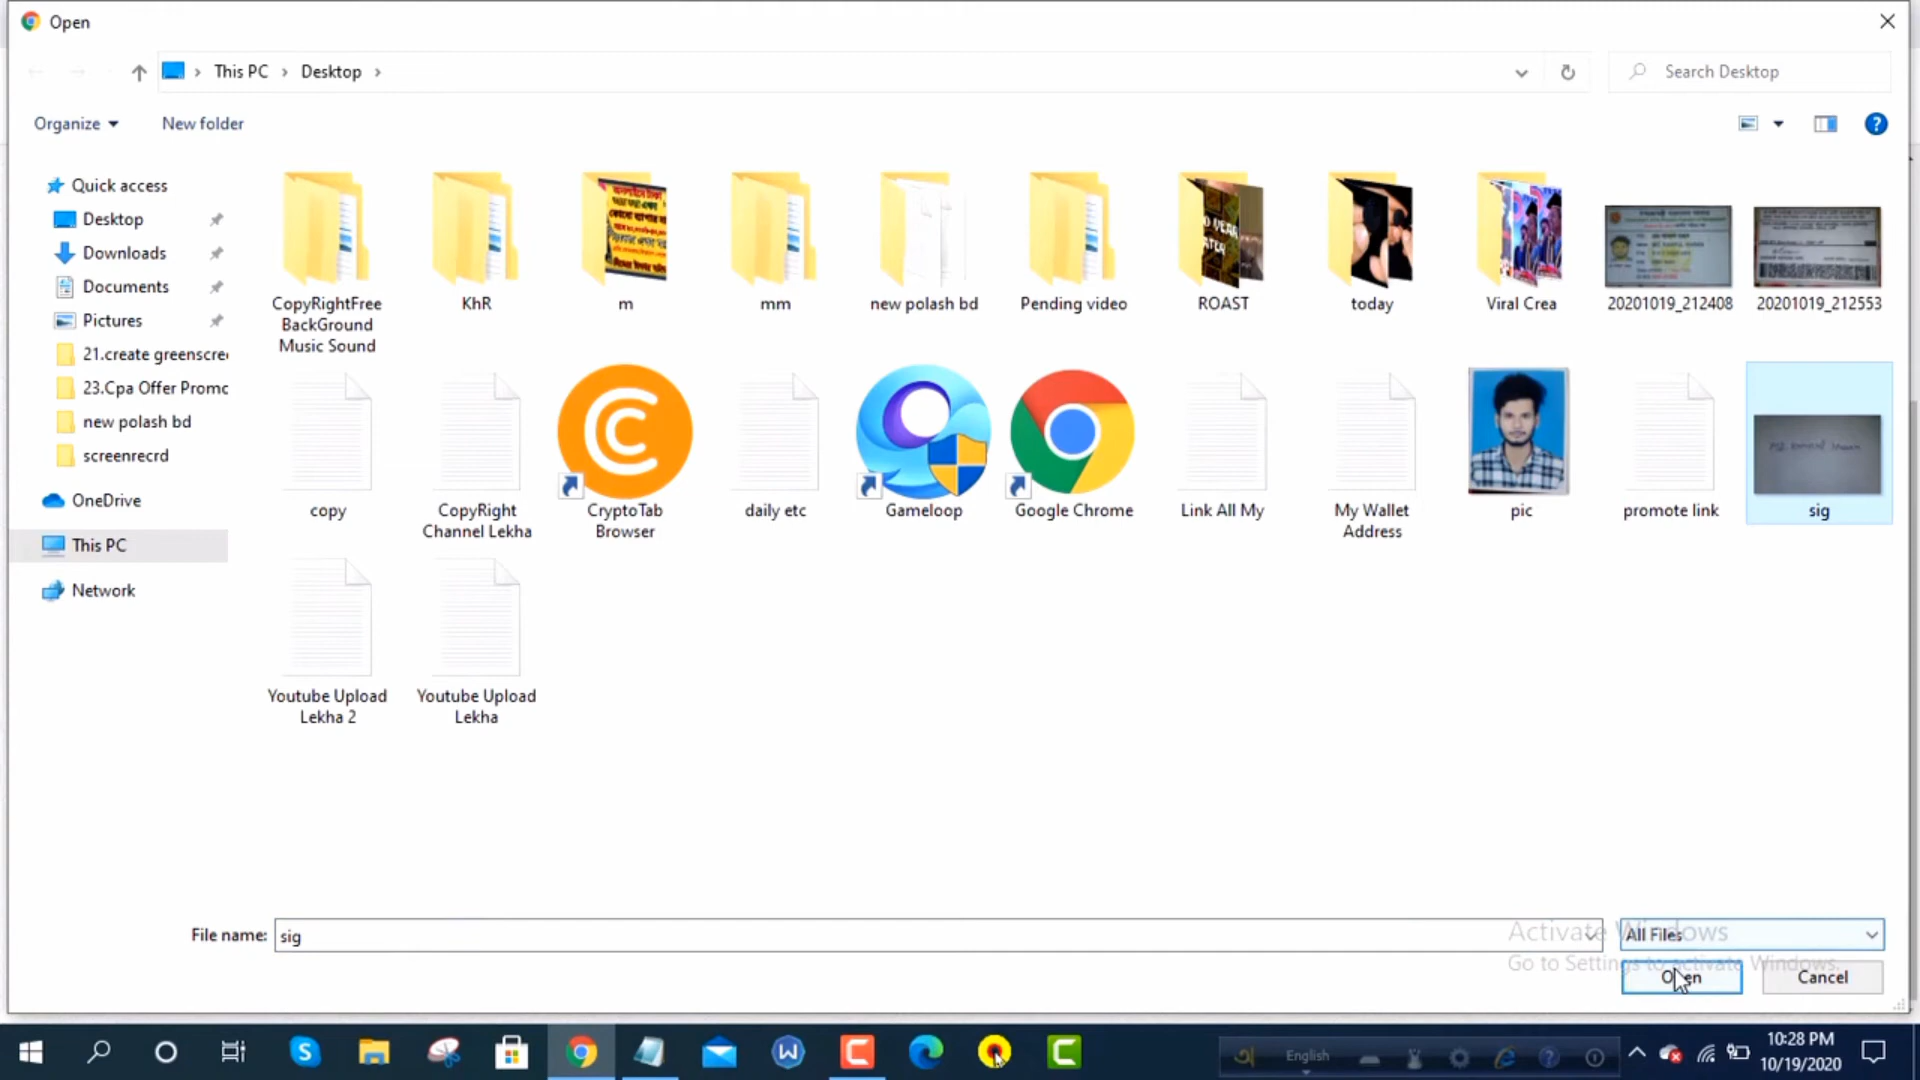 Open
This PC
Desktop
Search Desktop
Organize
New folder
Quick access
Desktop
Downloads
Documents
Pictures
21.create greenscree
23.Cpa Offer Promo
new polash bd
screenrecrd
OneDrive
This PC
Network
CopyRightFree
BackGround
Music Sound
KhR
m
mm
new polash bd
Pending video
ROAST
today
Viral Crea
20201019_212408
20201019_212553
copy
CopyRight
Channel Lekha
CryptoTab
Browser
daily etc
Gameloop
Google Chrome
Link All My
My Wallet
Address
pic
promote link
sig
Youtube Upload
Lekha 2
Youtube Upload
Lekha
File name:
sig
All Files
Activate Windows
Go to Settings to activate Windows.
Open
Cancel
English
10:28 PM
10/19/2020